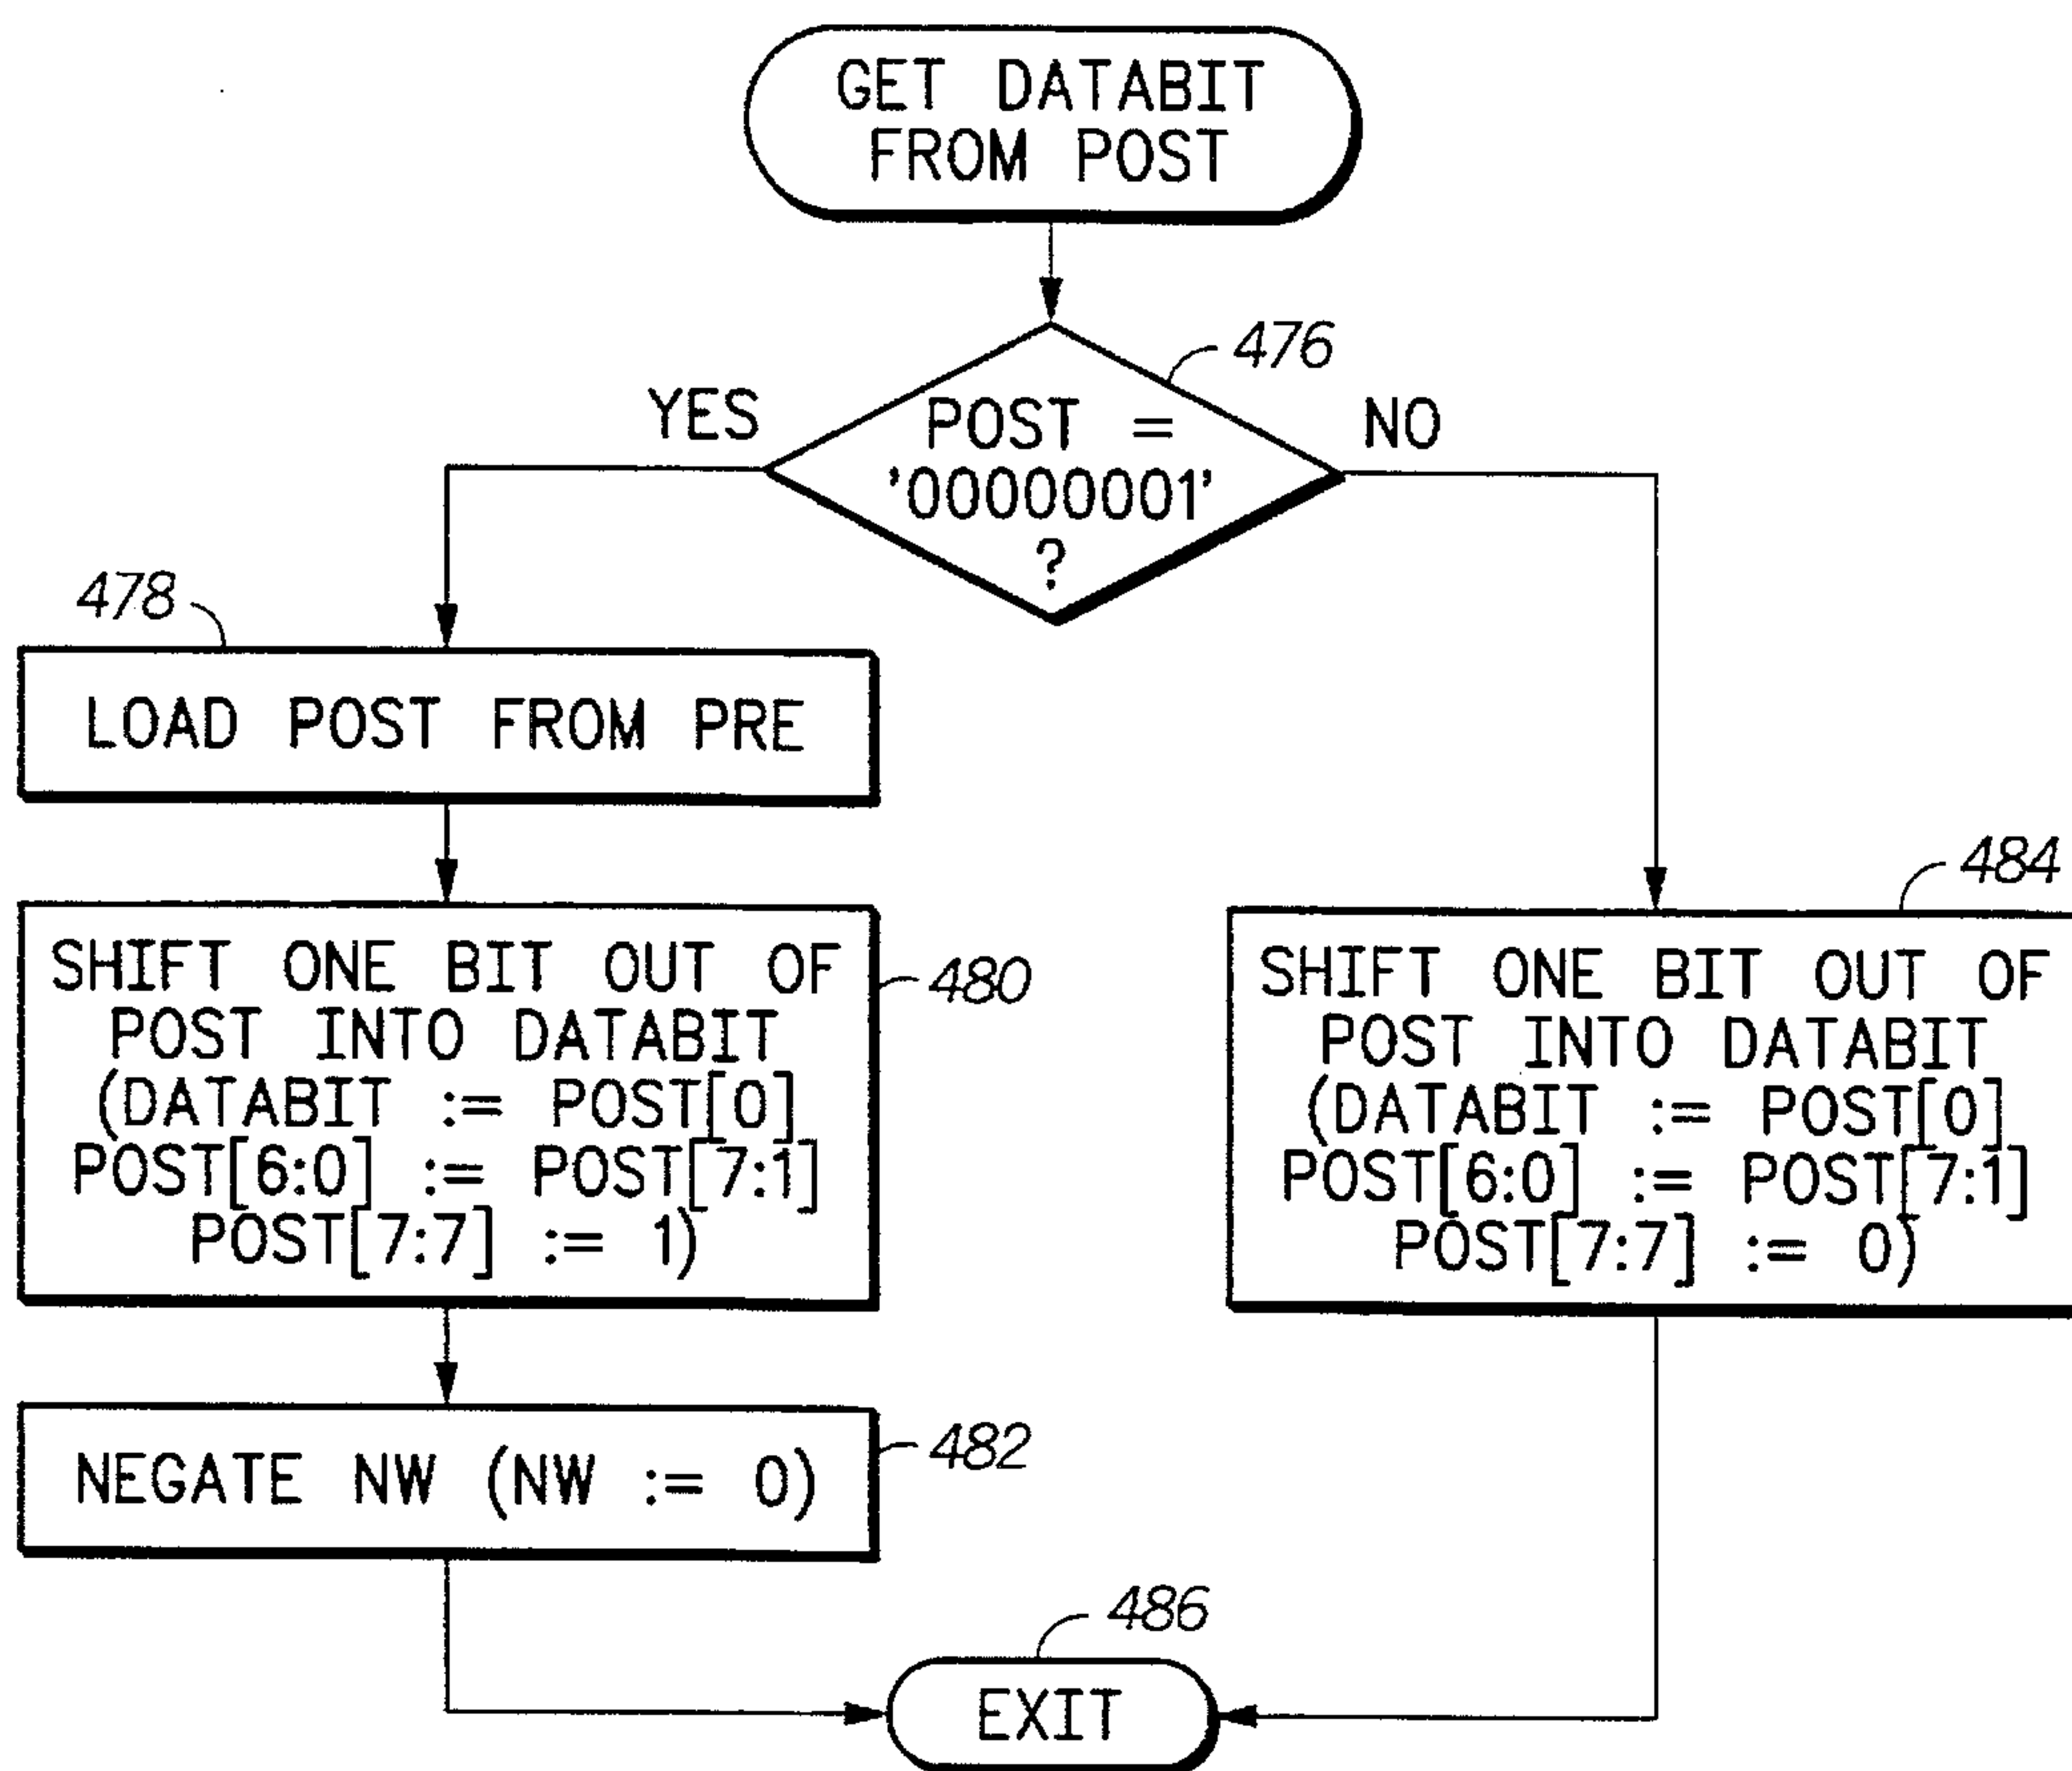 GET DATABIT
FROM POST
476
YES
POST =
'00000001'
?
NO
478
LOAD POST FROM PRE
SHIFT ONE BIT OUT OF
POST INTO DATABIT
(DATABIT := POST[0]
POST[6:0] := POST[7:1]
POST[7:7] := 1)
480
484
SHIFT ONE BIT OUT OF
POST INTO DATABIT
(DATABIT := POST[0]
POST[6:0] := POST[7:1]
POST[7:7] := 0)
NEGATE NW (NW := 0)
482
486
EXIT